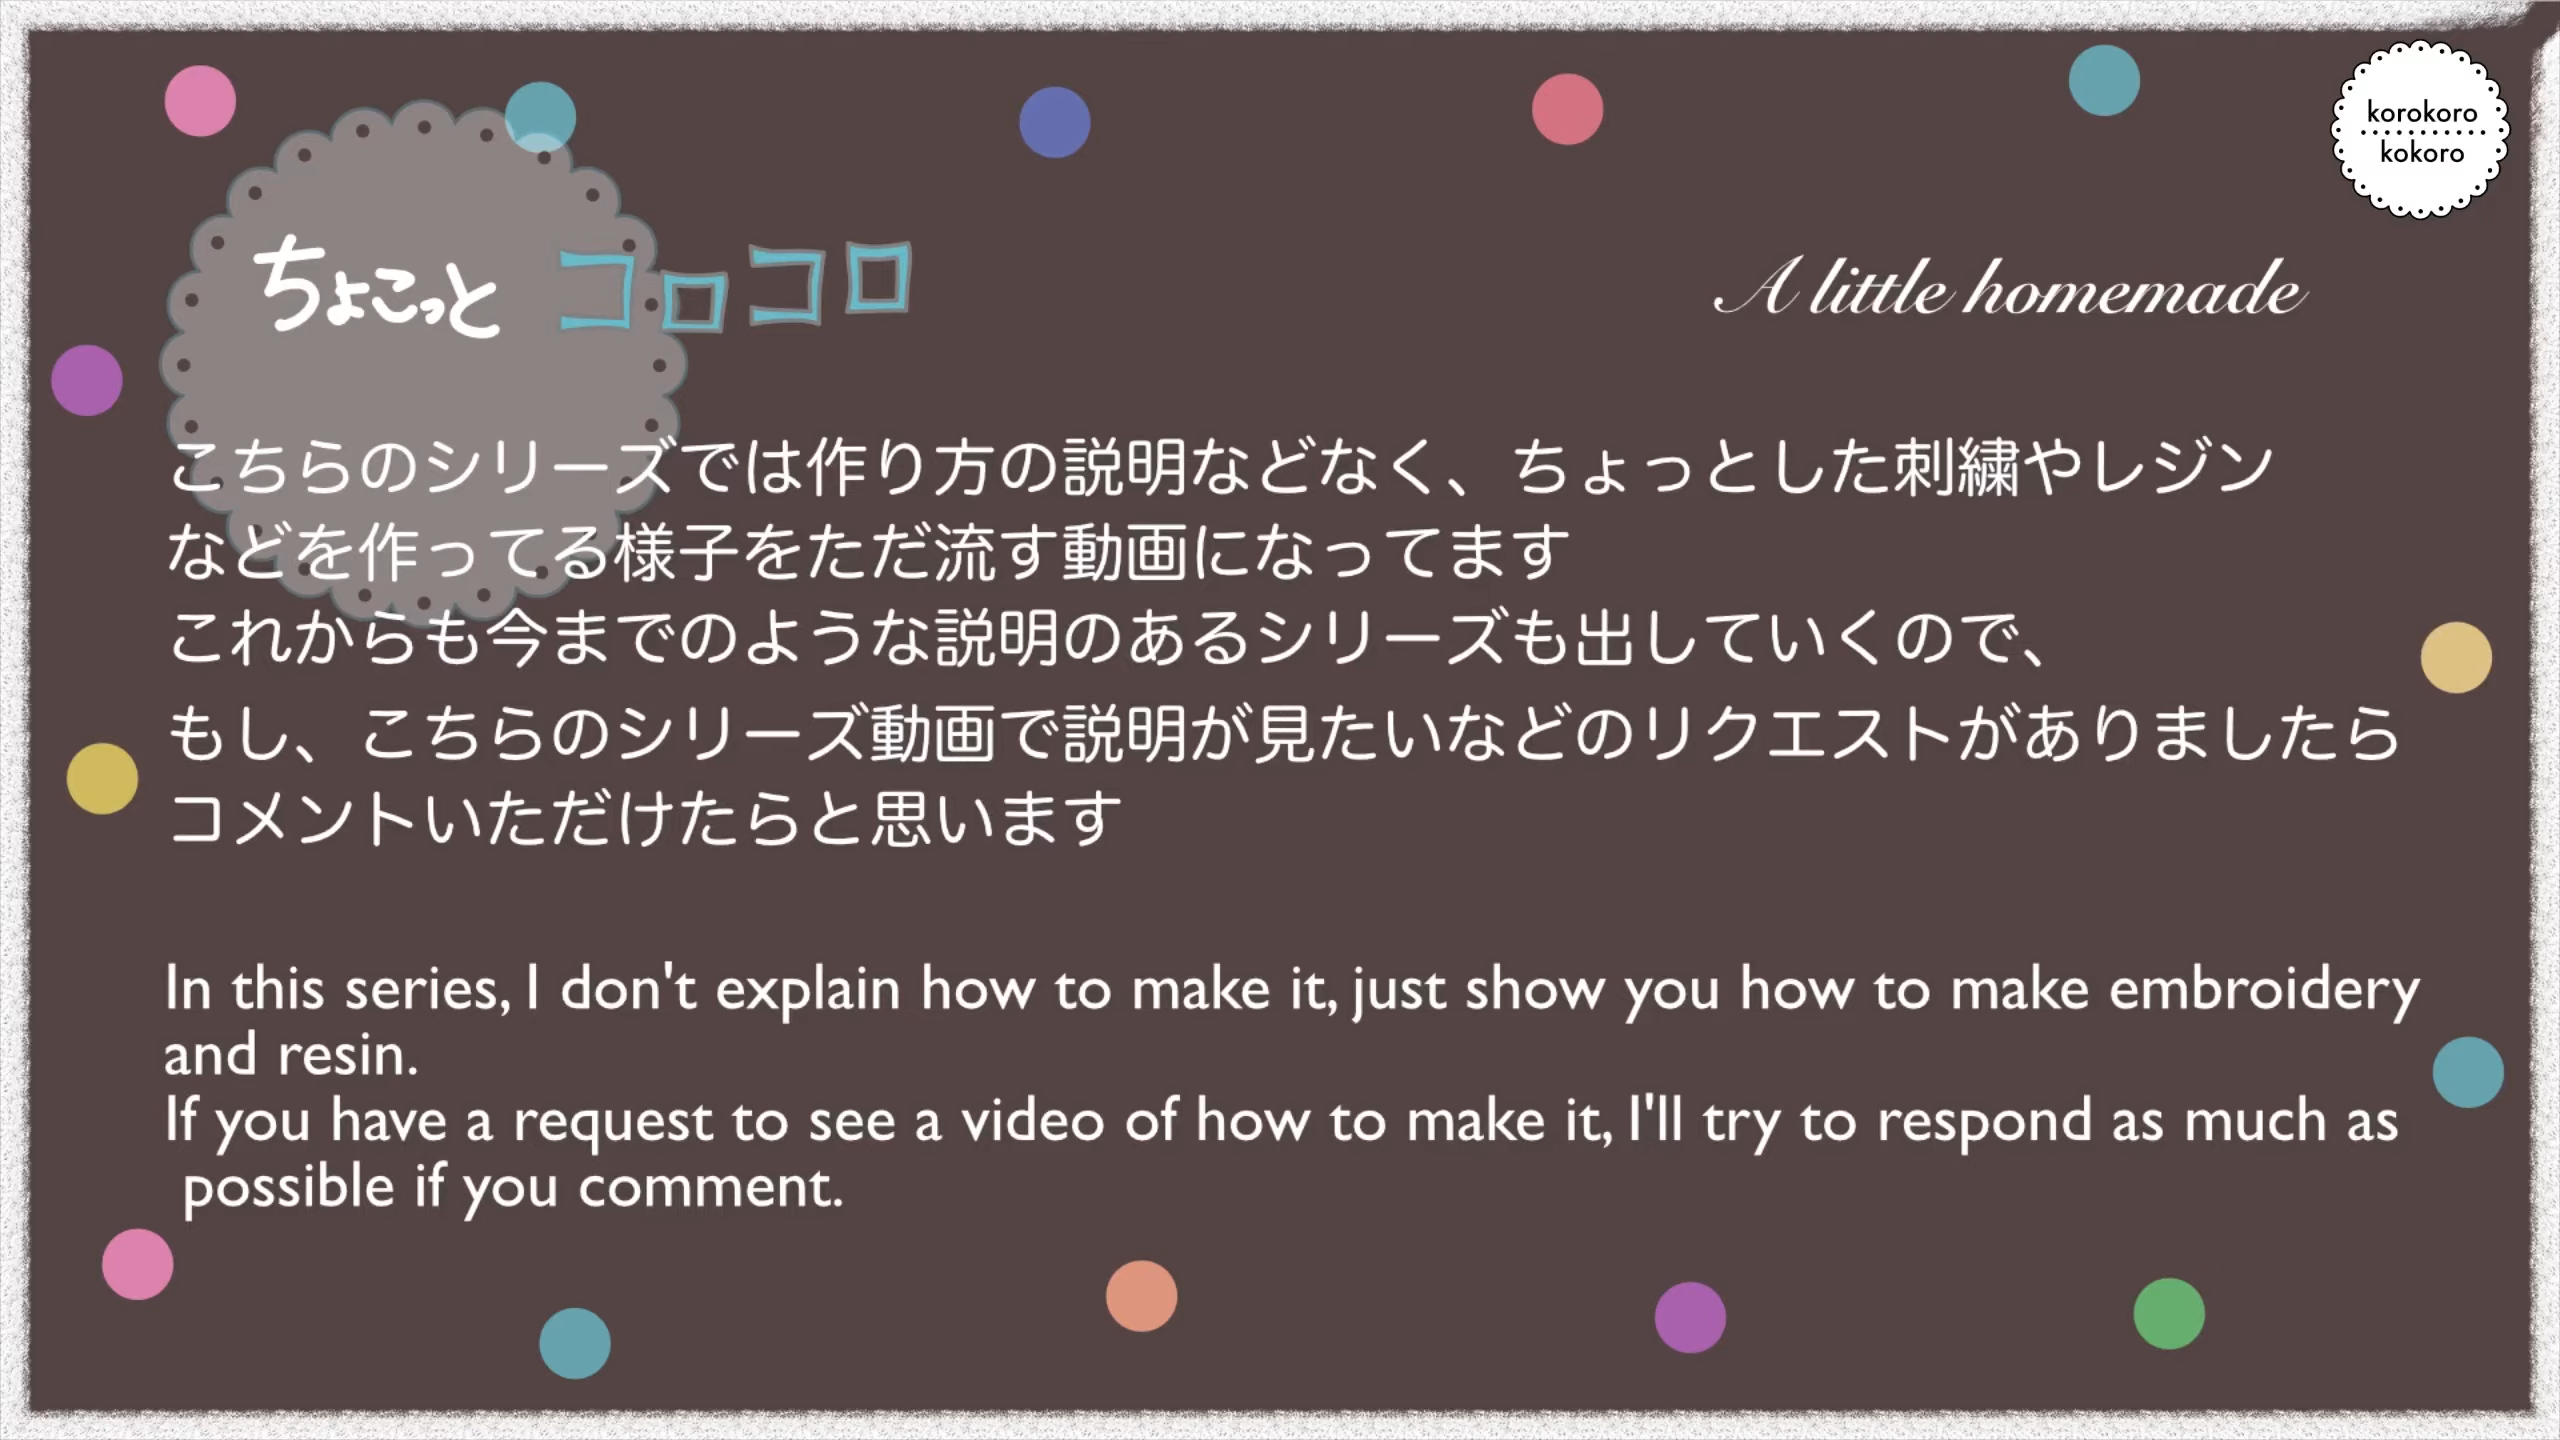 korokoro
kokoro
ちょこっと コロコロ
A little homemade
こちらのシリーズでは作り方の説明などなく、ちょっとした刺繍やレジン
などを作ってる様子をただ流す動画になってます
これからも今までのような説明のあるシリーズも出していくので、
もし、こちらのシリーズ動画で説明が見たいなどのリクエストがありましたら
コメントいただけたらと思います
In this series, I don't explain how to make it, just show you how to make embroidery
and resin.
If you have a request to see a video of how to make it, I'll try to respond as much as
possible if you comment.